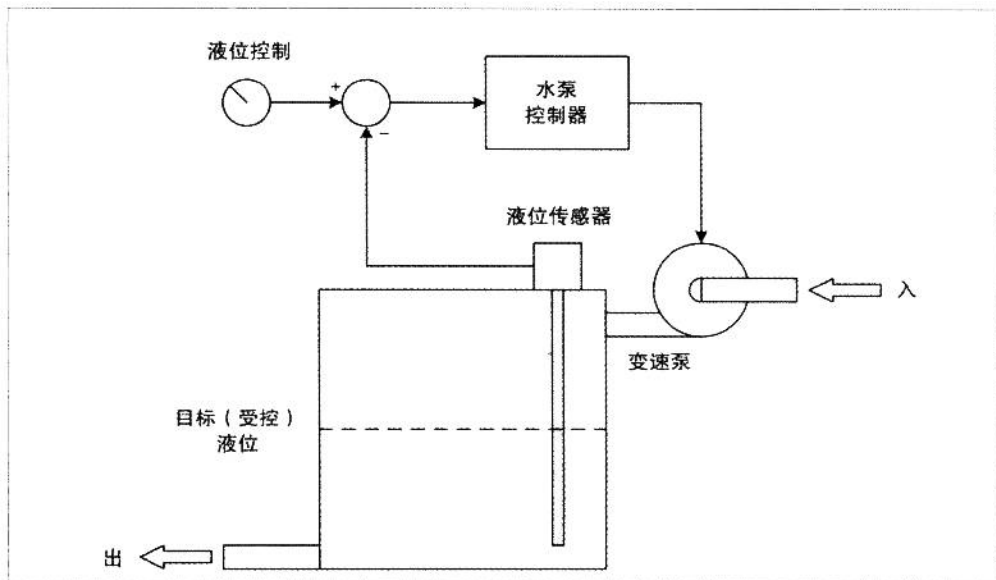 液位控制
+
−
水泵
控制器
液位传感器
入
变速泵
目标（受控）
液位
出